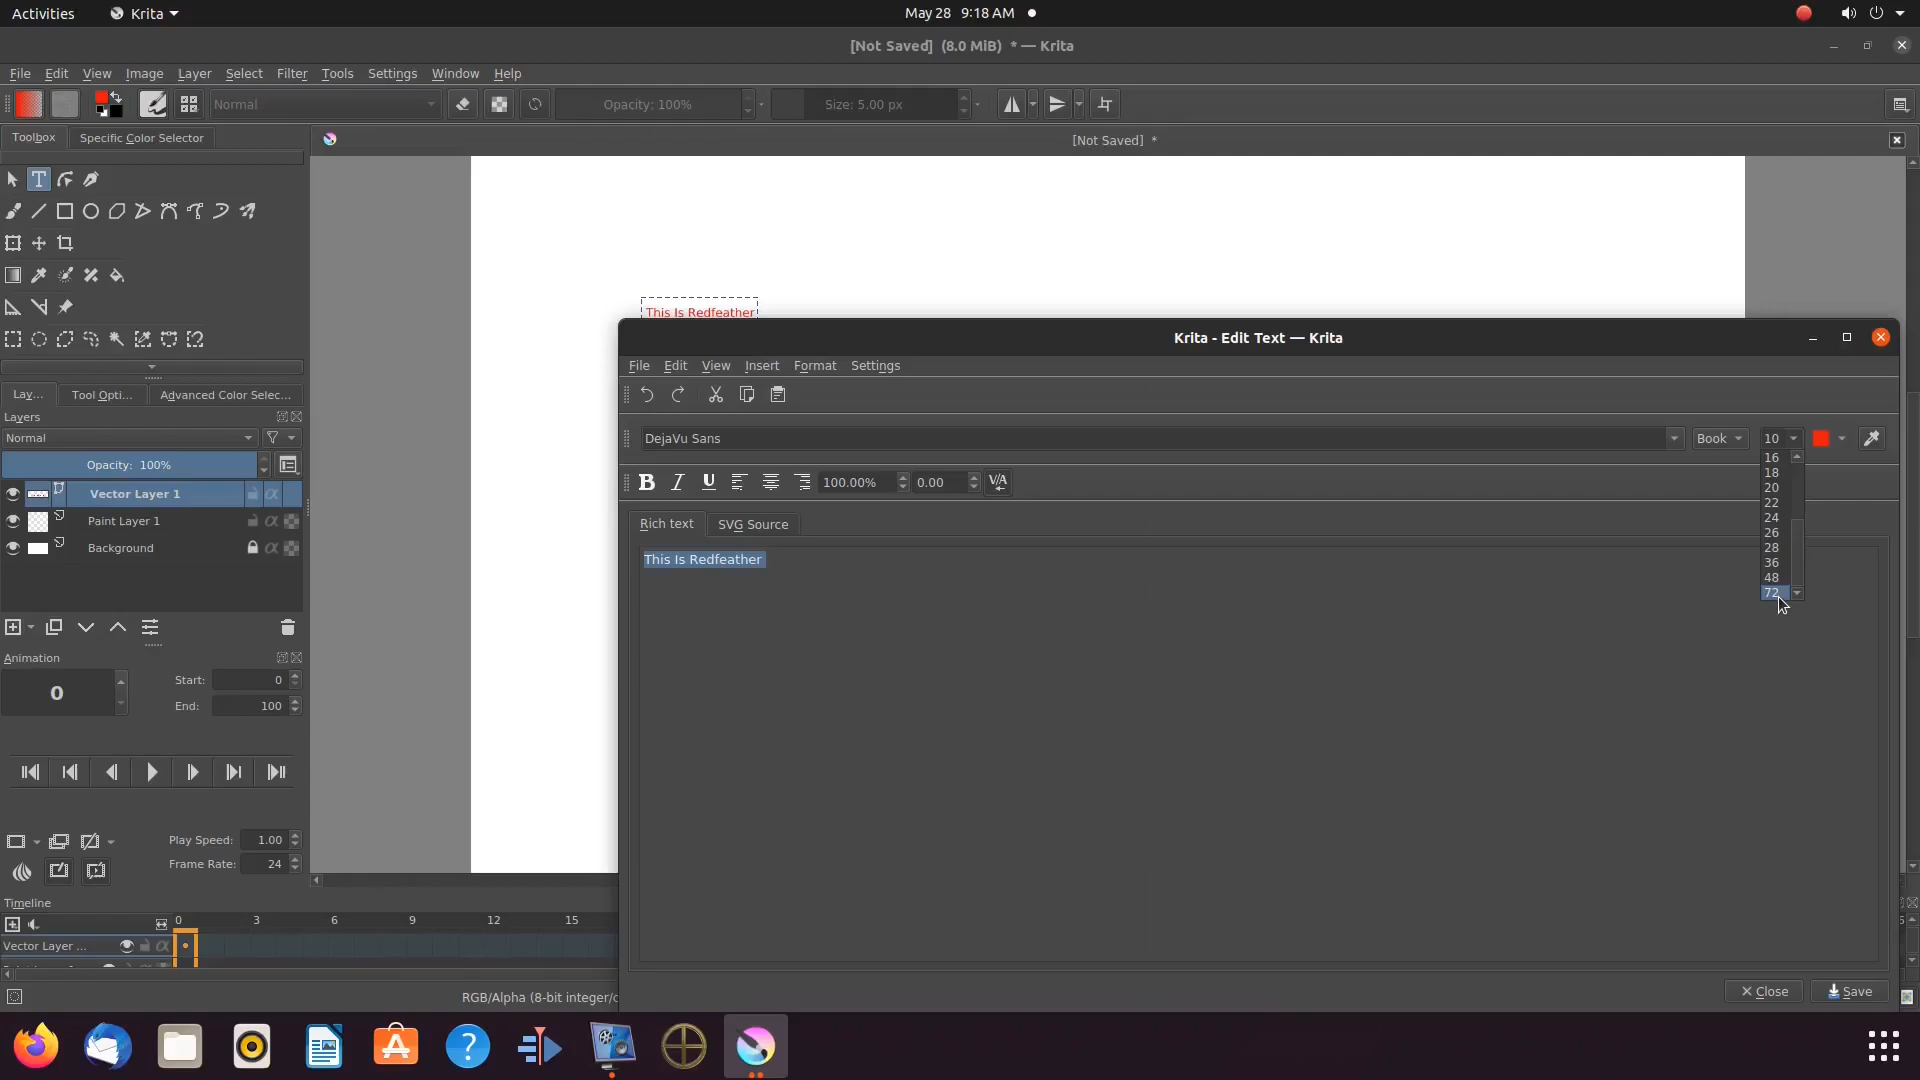 Activities Krita May 28 9:18 AM
[Not Saved] (8.0 MiB) * — Krita
File Edit View Image Layer Select Filter Tools Settings Window Help
Normal Opacity: 100% Size: 5.00 px
Toolbox Specific Color Selector
[Not Saved] *
This Is Redfeather
Krita - Edit Text — Krita
File Edit View Insert Format Settings
DejaVu Sans Book 10
16
18
20
22
24
26
28
36
48
72
100.00% 0.00
Rich text SVG Source
This Is Redfeather
Close Save
Lay... Tool Opti... Advanced Color Selec...
Layers
Normal
Opacity: 100%
Vector Layer 1
Paint Layer 1
Background
Animation
0 Start: 0
End: 100
Play Speed: 1.00
Frame Rate: 24
Timeline
0 3 6 9 12 15
Vector Layer ...
RGB/Alpha (8-bit integer/c